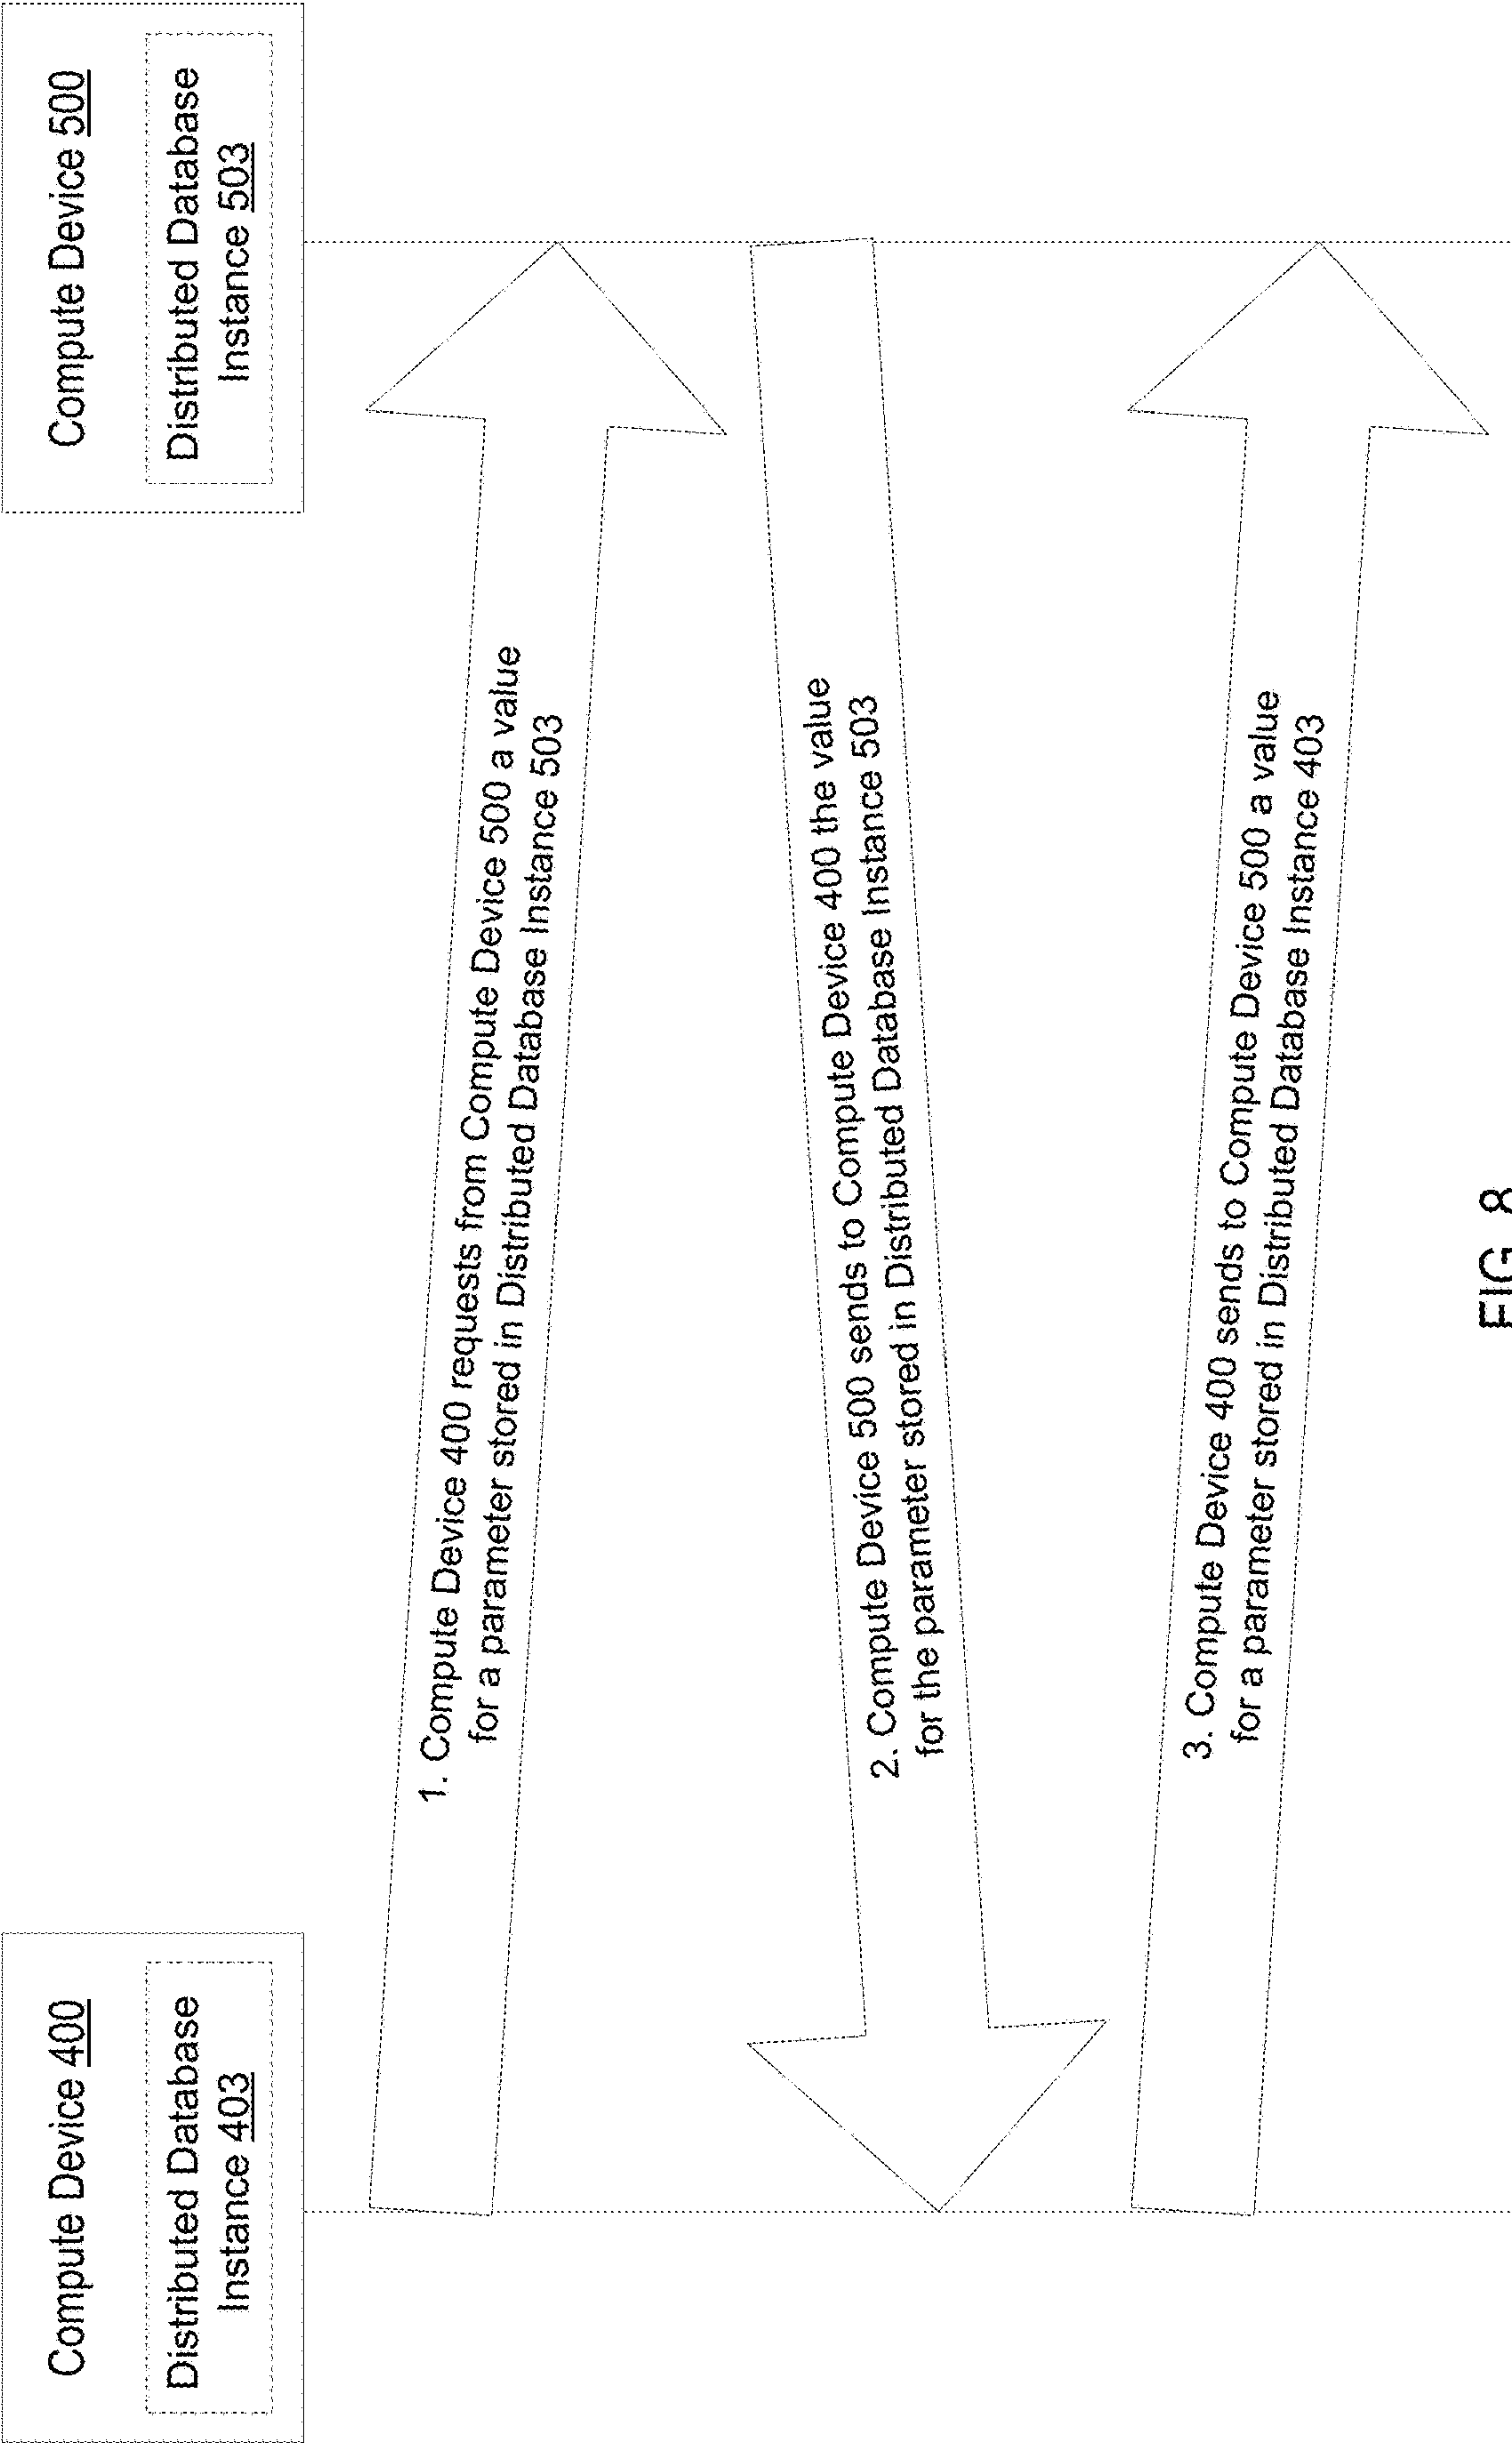 Compute Device 400
Distributed Database
Instance 403
Compute Device 500
Distributed Database
Instance 503
1. Compute Device 400 requests from Compute Device 500 a value
for a parameter stored in Distributed Database Instance 503
2. Compute Device 500 sends to Compute Device 400 the value
for the parameter stored in Distributed Database Instance 503
3. Compute Device 400 sends to Compute Device 500 a value
for a parameter stored in Distributed Database Instance 403
FIG. 8